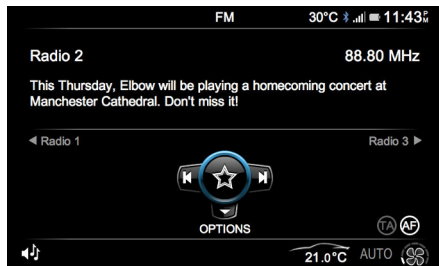 FM
30°C 11:43PM
Radio 2
88.80 MHz
This Thursday, Elbow will be playing a homecoming concert at
Manchester Cathedral. Don't miss it!
Radio 1
Radio 3
OPTIONS
TA AF
21.0°C AUTO